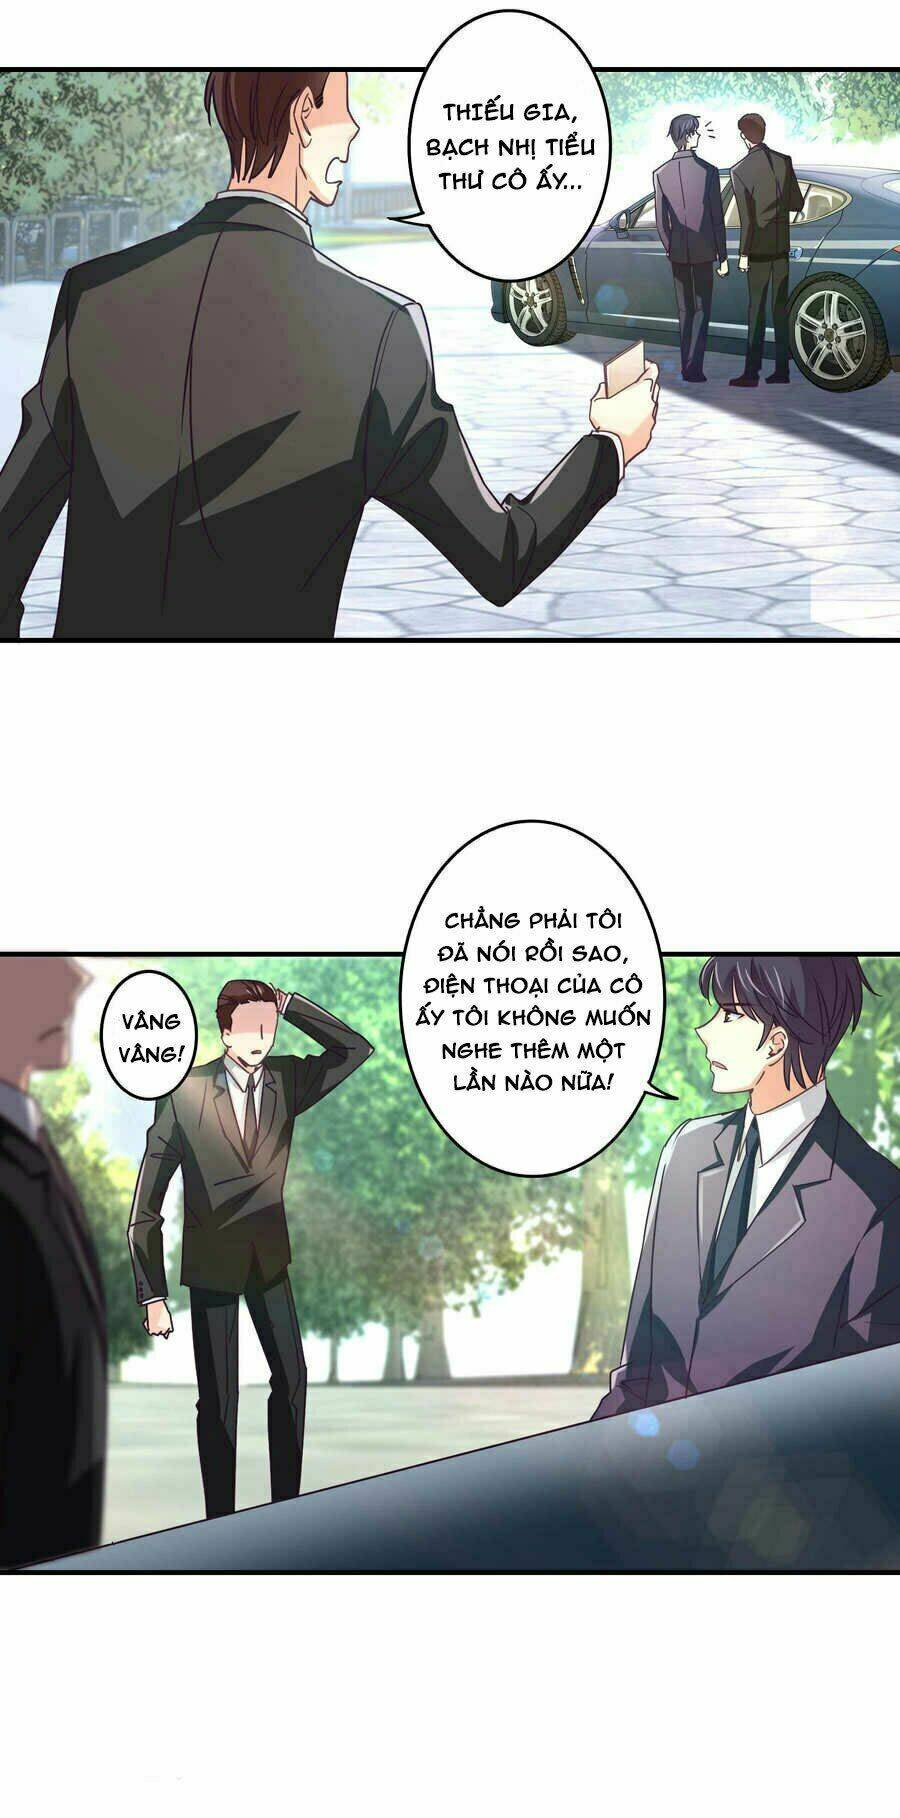 THIẾU GIA,
BẠCH NHỊ TIỂU
THƯ CÔ ẤY...
CHẲNG PHẢI TÔI
ĐÃ NÓI RỒI SAO,
ĐIỆN THOẠI CỦA CÔ
ẤY TÔI KHÔNG MUỐN
NGHE THÊM MỘT
LẦN NÀO NỮA!
VÂNG
VÂNG!